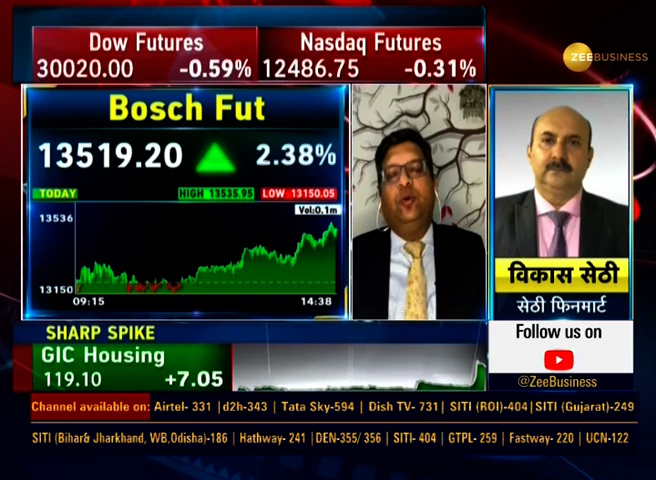 Dow Futures
30020.00 -0.59%
Nasdaq Futures
12486.75 -0.31%
ZEEBUSINESS
Bosch Fut
13519.20 2.38%
TODAY HIGH 13535.95 LOW 13150.05
Vol:0.1m
13536
13150
09:15 14:38
विकास सेठी
सेठी फिनमार्ट
SHARP SPIKE
GIC Housing
119.10 +7.05
Follow us on
@ZeeBusiness
Channel available on: Airtel- 331 | d2h-343 | Tata Sky-594 | Dish TV- 731 | SITI (ROI)-404 | SITI (Gujarat)-249
SITI (Bihar& Jharkhand, WB,Odisha)-186 | Hathway- 241 | DEN-355/ 356 | SITI- 404 | GTPL- 259 | Fastway- 220 | UCN-122